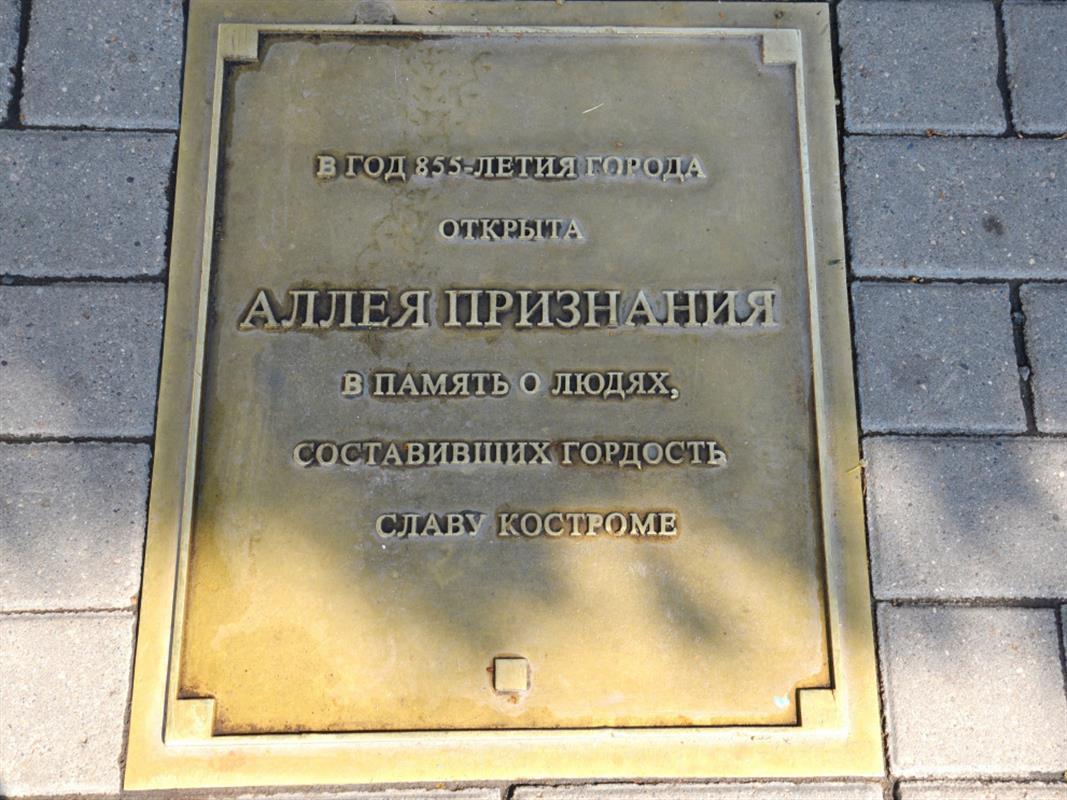 В ГОД 855-ЛЕТИЯ ГОРОДА
ОТКРЫТА
АЛЛЕЯ ПРИЗНАНИЯ
В ПАМЯТЬ О ЛЮДЯХ,
СОСТАВИВШИХ ГОРДОСТЬ
СЛАВУ КОСТРОМЕ